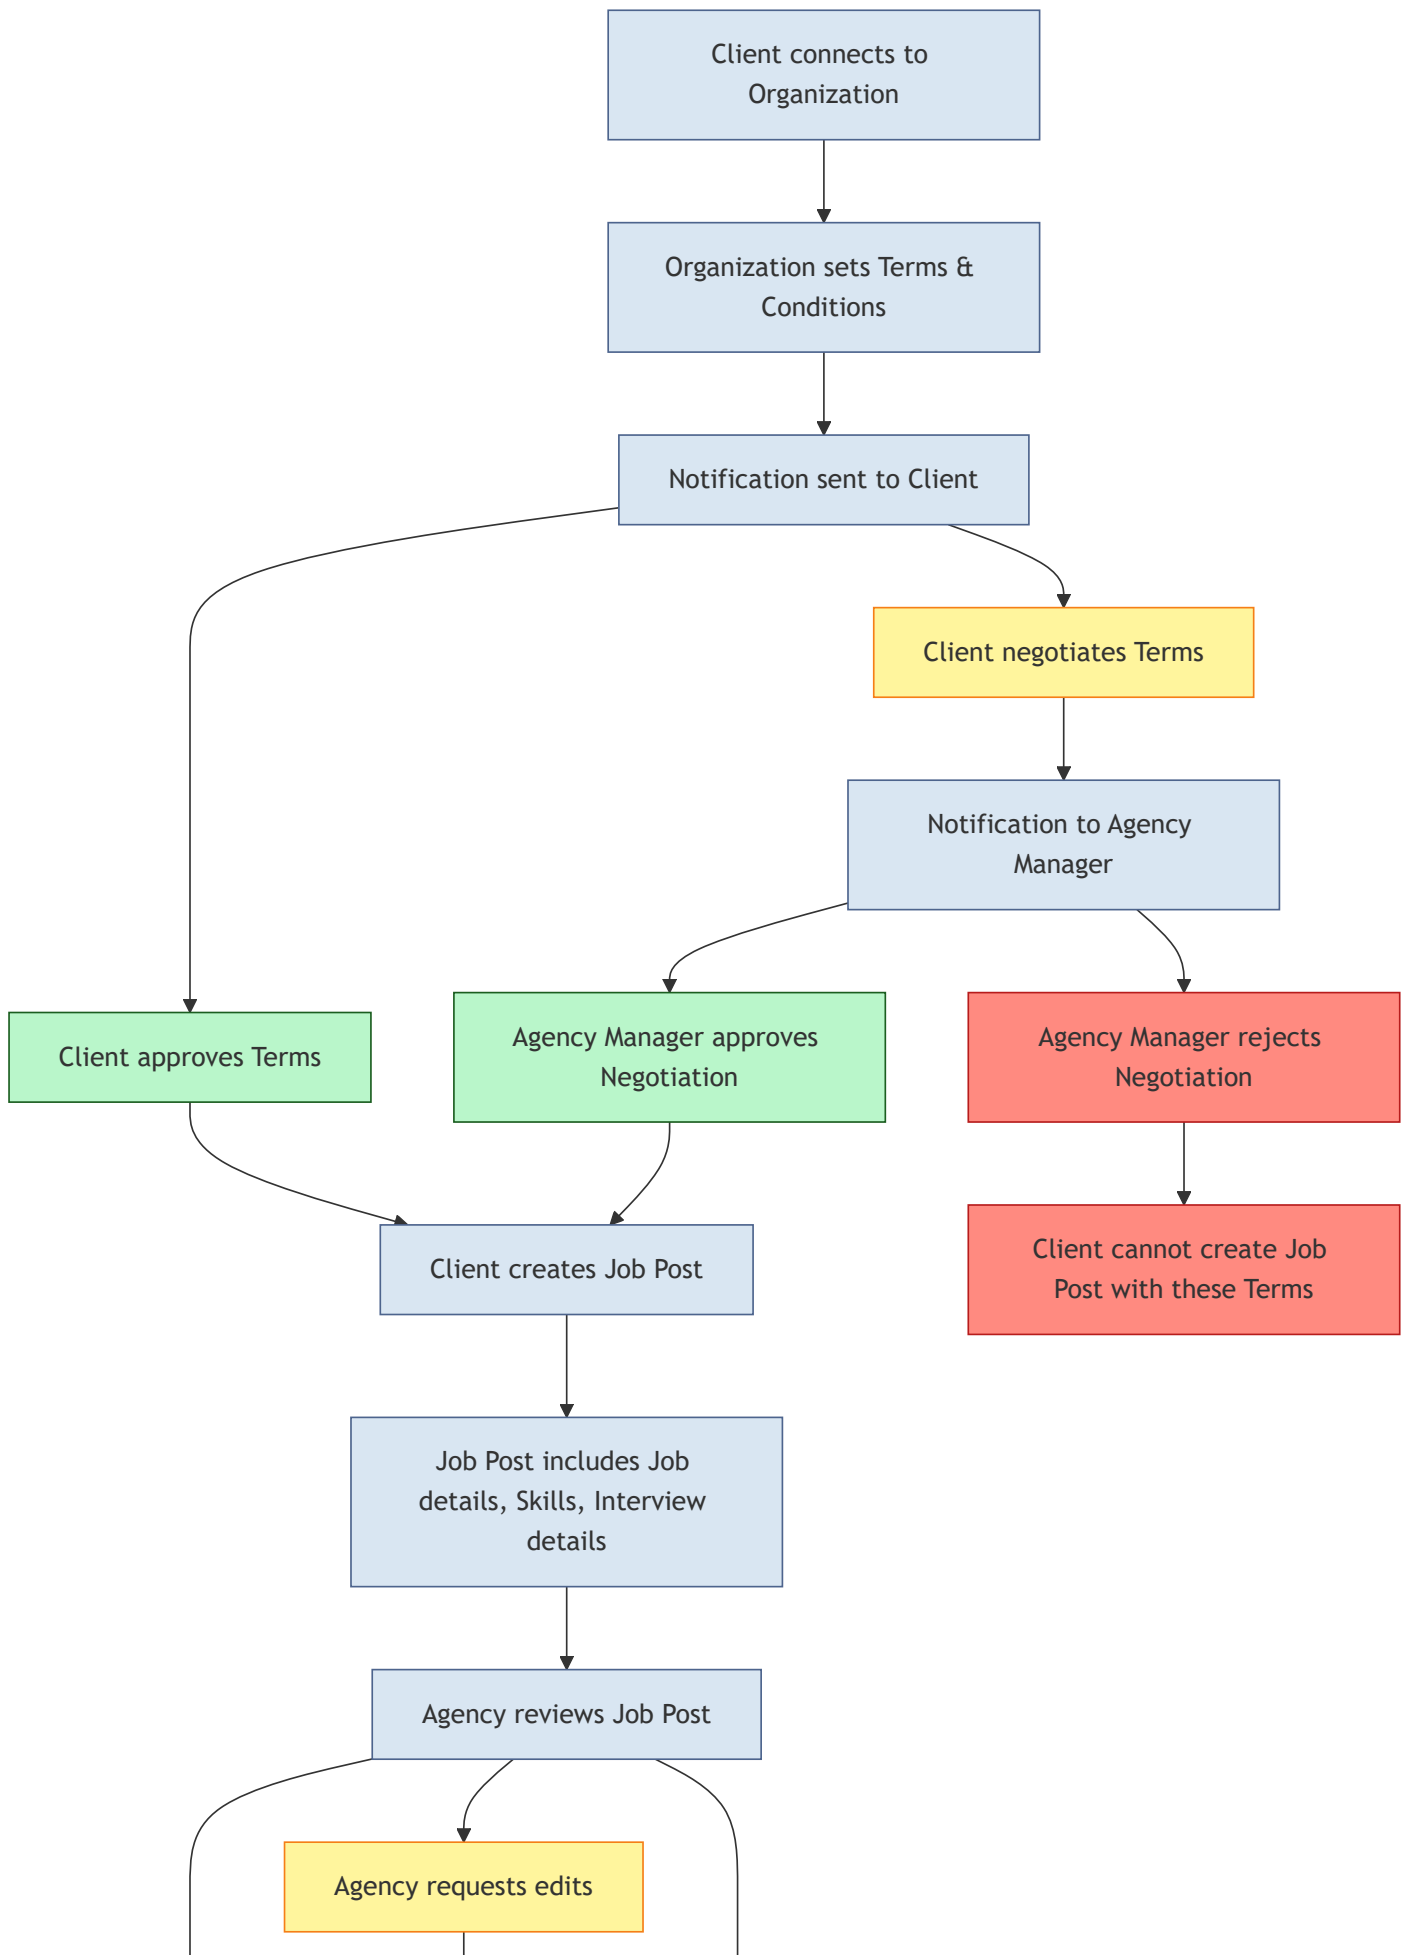 Client connects to
Organization
Organization sets Terms &
Conditions
Notification sent to Client
Client negotiates Terms
Notification to Agency
Manager
Client approves Terms
Agency Manager approves
Negotiation
Agency Manager rejects
Negotiation
Client creates Job Post
Client cannot create Job
Post with these Terms
Job Post includes Job
details, Skills, Interview
details
Agency reviews Job Post
Agency requests edits